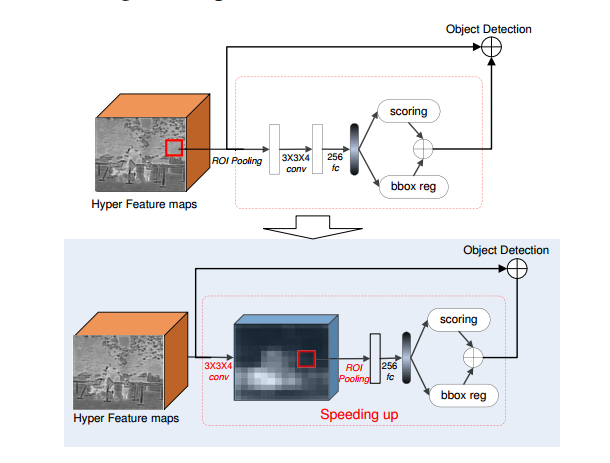 Object Detection
scoring
ROI Pooling
3X3X4
conv
256
fc
bbox reg
Hyper Feature maps
Object Detection
scoring
3X3X4
conv
ROI
Pooling
256
fc
bbox reg
Speeding up
Hyper Feature maps